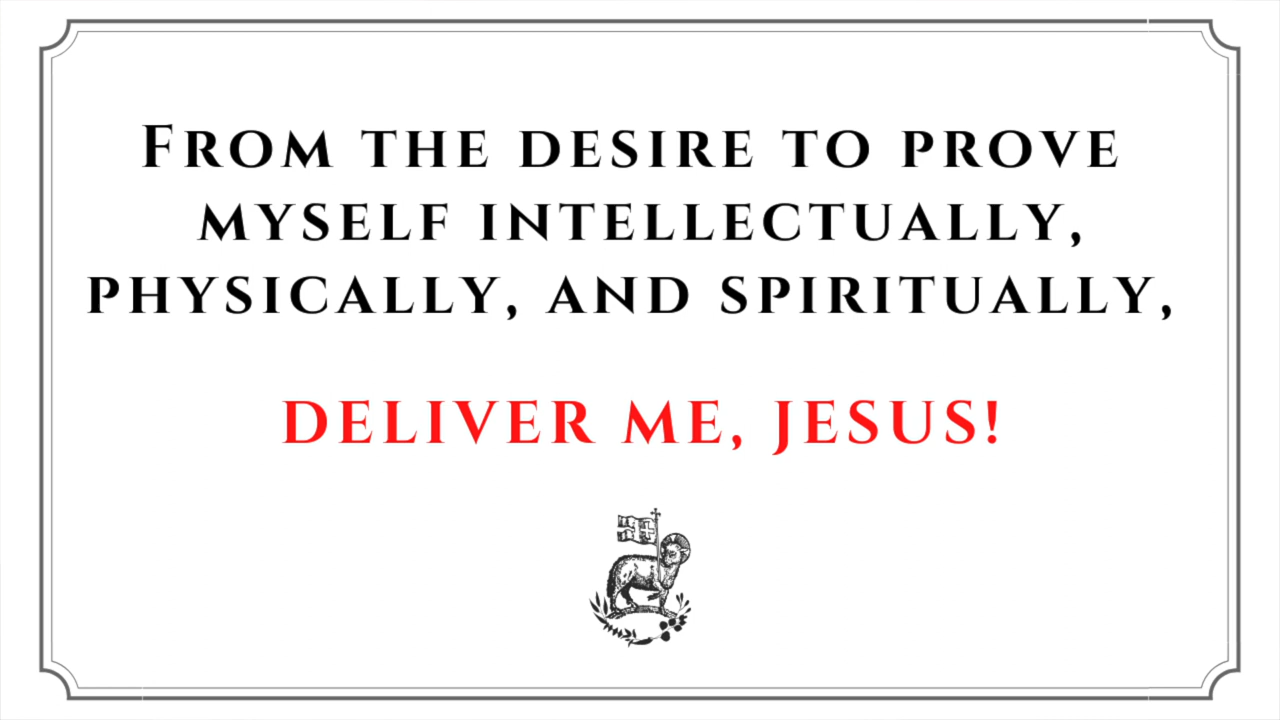 From the desire to prove
myself intellectually,
physically, and spiritually,
deliver me, Jesus!